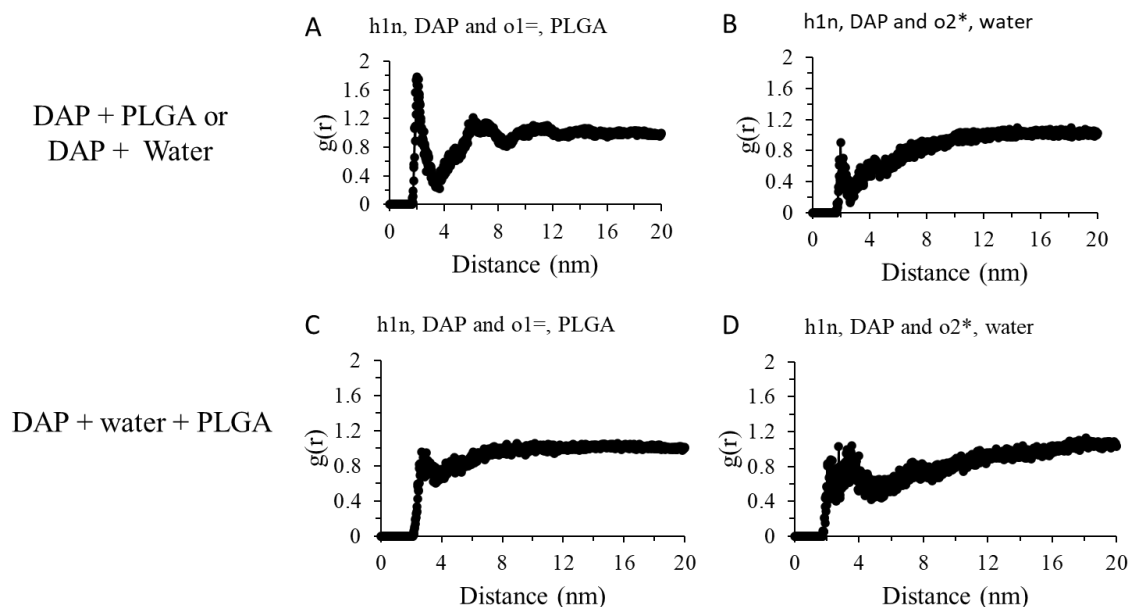 A
h1n, DAP and o1=, PLGA
B
h1n, DAP and o2*, water
DAP + PLGA or
DAP + Water
g(r)
2
1.6
1.2
0.8
0.4
0
0 4 8 12 16 20
Distance (nm)
g(r)
2
1.6
1.2
0.8
0.4
0
0 4 8 12 16 20
Distance (nm)
C
h1n, DAP and o1=, PLGA
D
h1n, DAP and o2*, water
DAP + water + PLGA
g(r)
2
1.6
1.2
0.8
0.4
0
0 4 8 12 16 20
Distance (nm)
g(r)
2
1.6
1.2
0.8
0.4
0
0 4 8 12 16 20
Distance (nm)